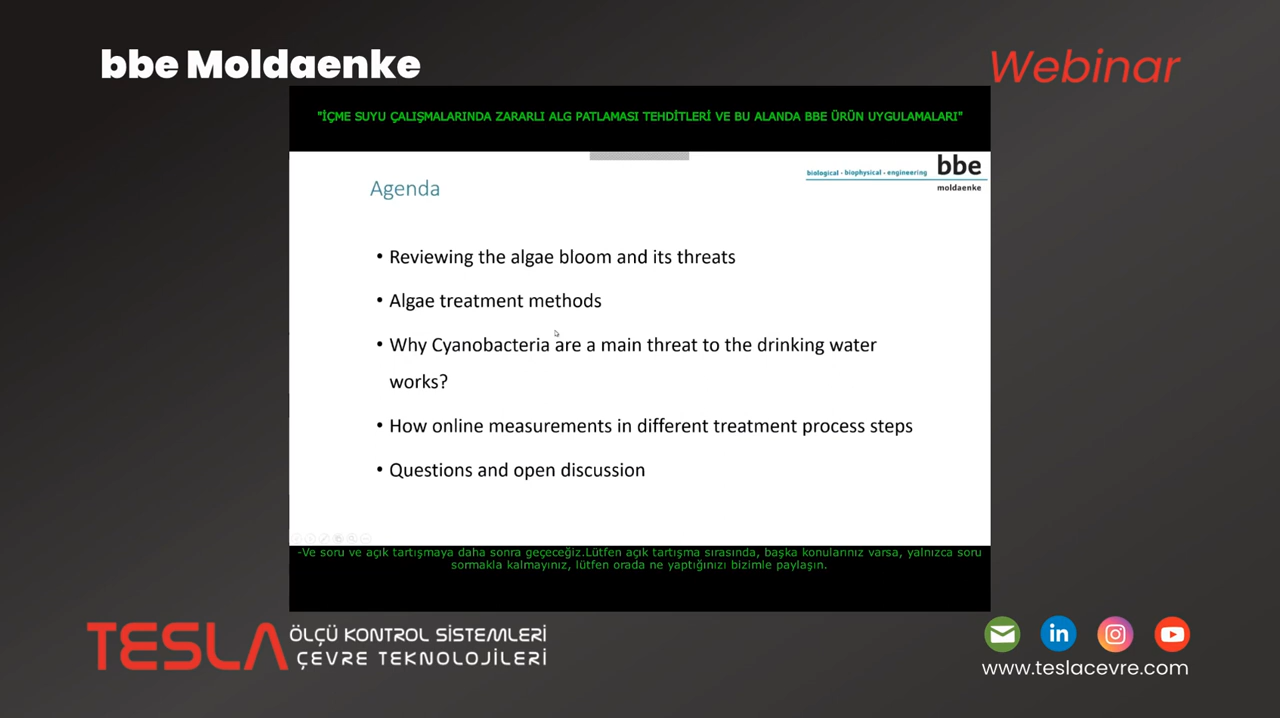 bbe Moldaenke
Webinar
"İÇME SUYU ÇALIŞMALARINDA ZARARLI ALG PATLAMASI TEHDİTLERİ VE BU ALANDA BBE ÜRÜN UYGULAMALARI"
biological - biophysical - engineering bbe
moldaenke
Agenda
• Reviewing the algae bloom and its threats
• Algae treatment methods
• Why Cyanobacteria are a main threat to the drinking water
works?
• How online measurements in different treatment process steps
• Questions and open discussion
-Ve soru ve açık tartışmaya daha sonra geçeceğiz.Lütfen açık tartışma sırasında, başka konularınız varsa, yalnızca soru
sormakla kalmayınız, lütfen orada ne yaptığınızı bizimle paylaşın.
TESLA ÖLÇÜ KONTROL SİSTEMLERİ
ÇEVRE TEKNOLOJİLERİ
in
www.teslacevre.com